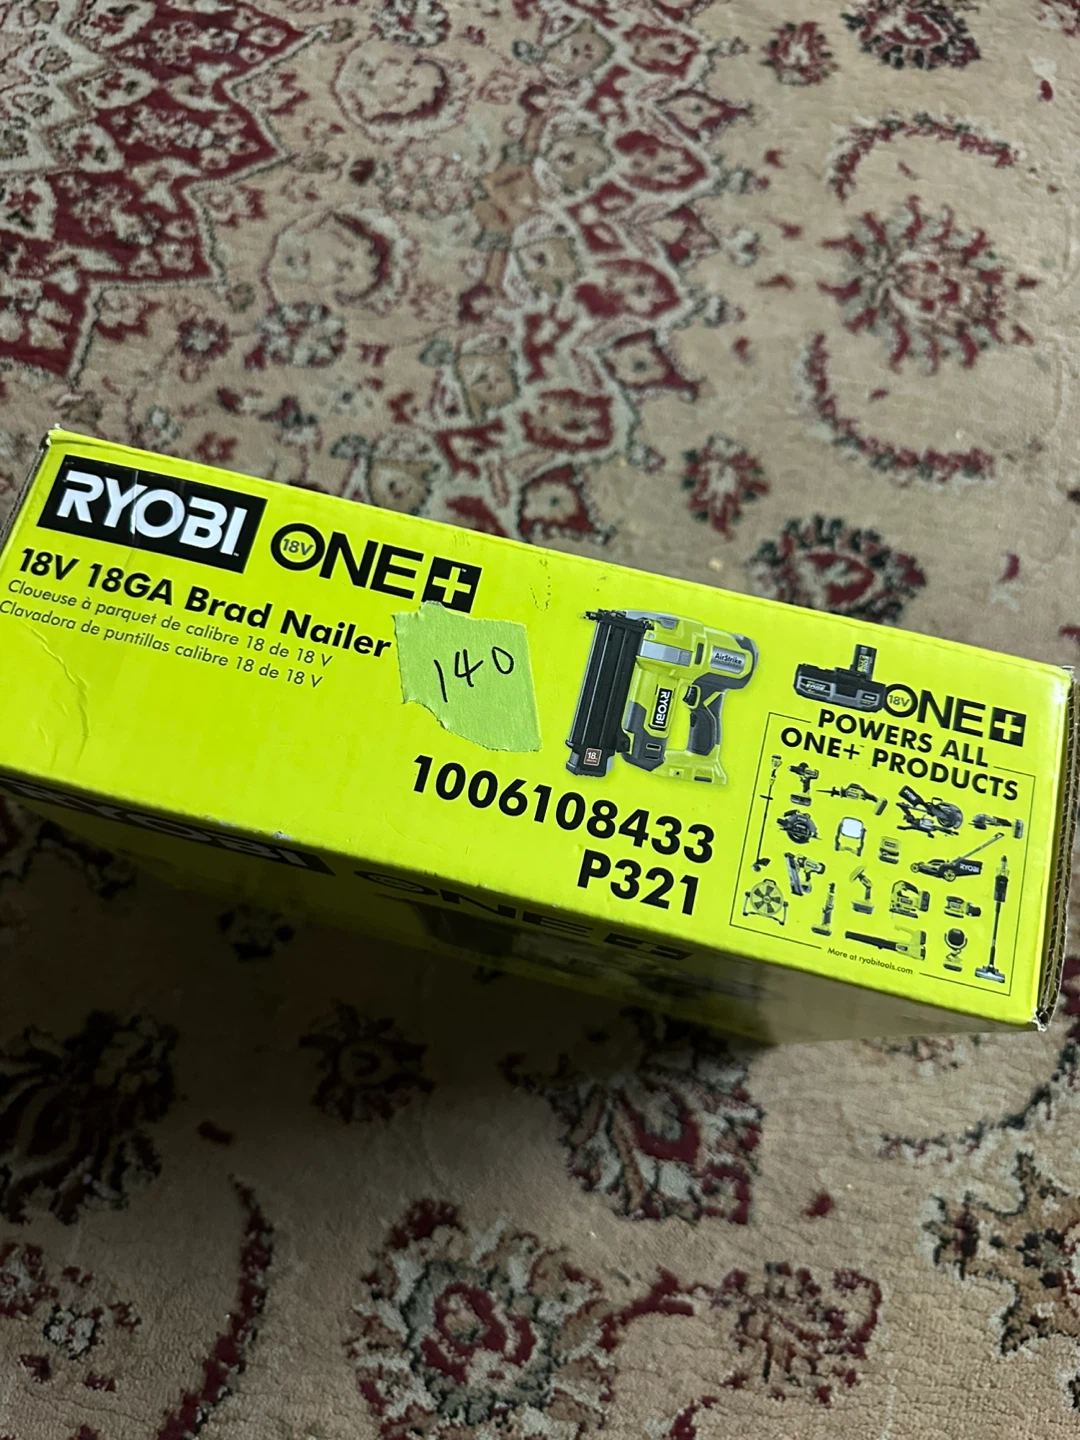 RYOBI 18V ONE+
18V 18GA Brad Nailer
Cloueuse à parquet de calibre 18 de 18 V
Clavadora de puntillas calibre 18 de 18 V
140
AirStrike
RYOBI
18
1006108433
P321
18V ONE+
POWERS ALL
ONE+ PRODUCTS
RYOBI
More at ryobitools.com
RYOBI ONE+